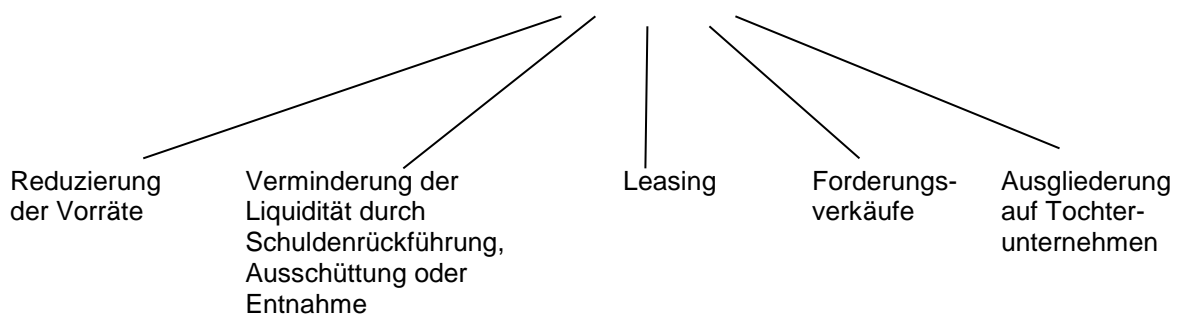 Reduzierung
der Vorräte
Verminderung der
Liquidität durch
Schuldenrückführung,
Ausschüttung oder
Entnahme
Leasing
Forderungs-
verkäufe
Ausgliederung
auf Tochter-
unternehmen